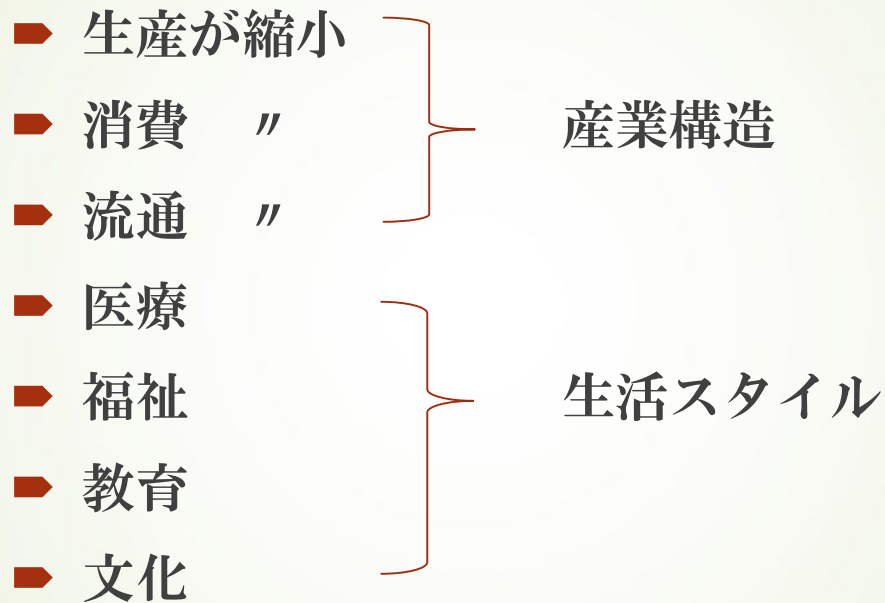 生産が縮小
消費　〃
流通　〃
産業構造
医療
福祉
教育
文化
生活スタイル